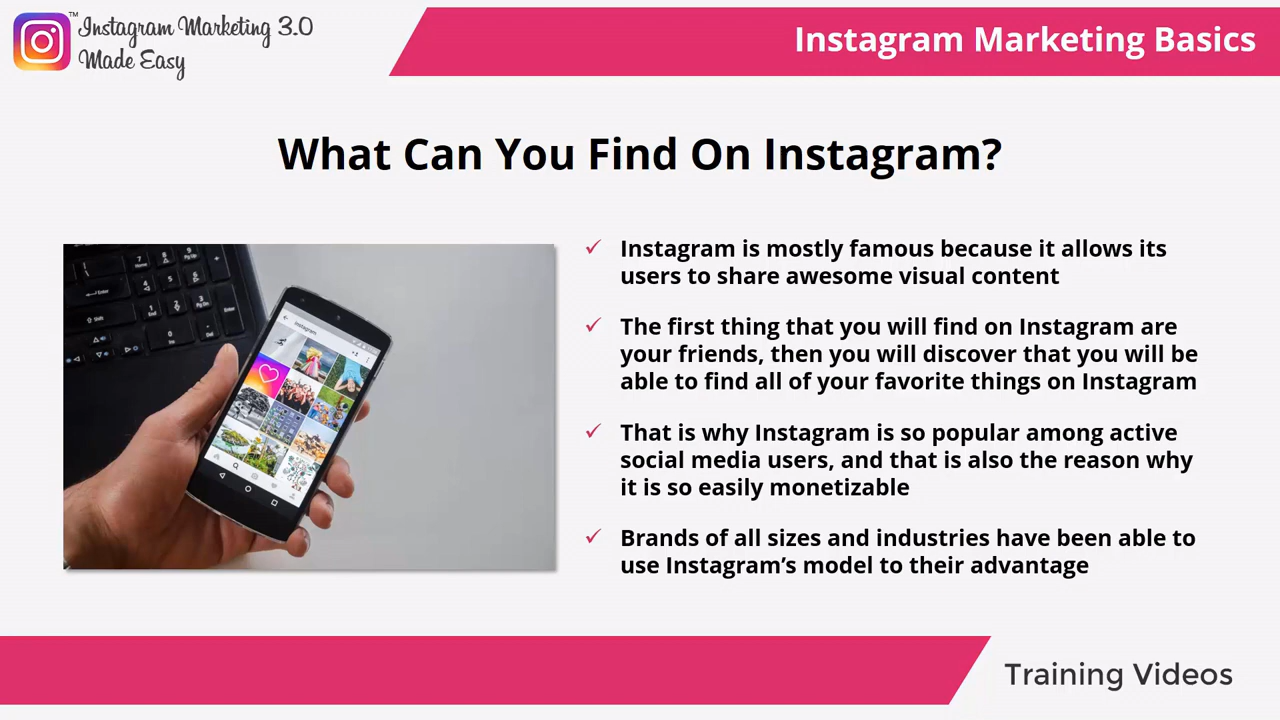 Instagram Marketing 3.0
™
Made Easy
Instagram Marketing Basics
What Can You Find On Instagram?
Instagram is mostly famous because it allows its
users to share awesome visual content
The first thing that you will find on Instagram are
your friends, then you will discover that you will be
able to find all of your favorite things on Instagram
That is why Instagram is so popular among active
social media users, and that is also the reason why
it is so easily monetizable
Brands of all sizes and industries have been able to
use Instagram’s model to their advantage
instagram
Training Videos